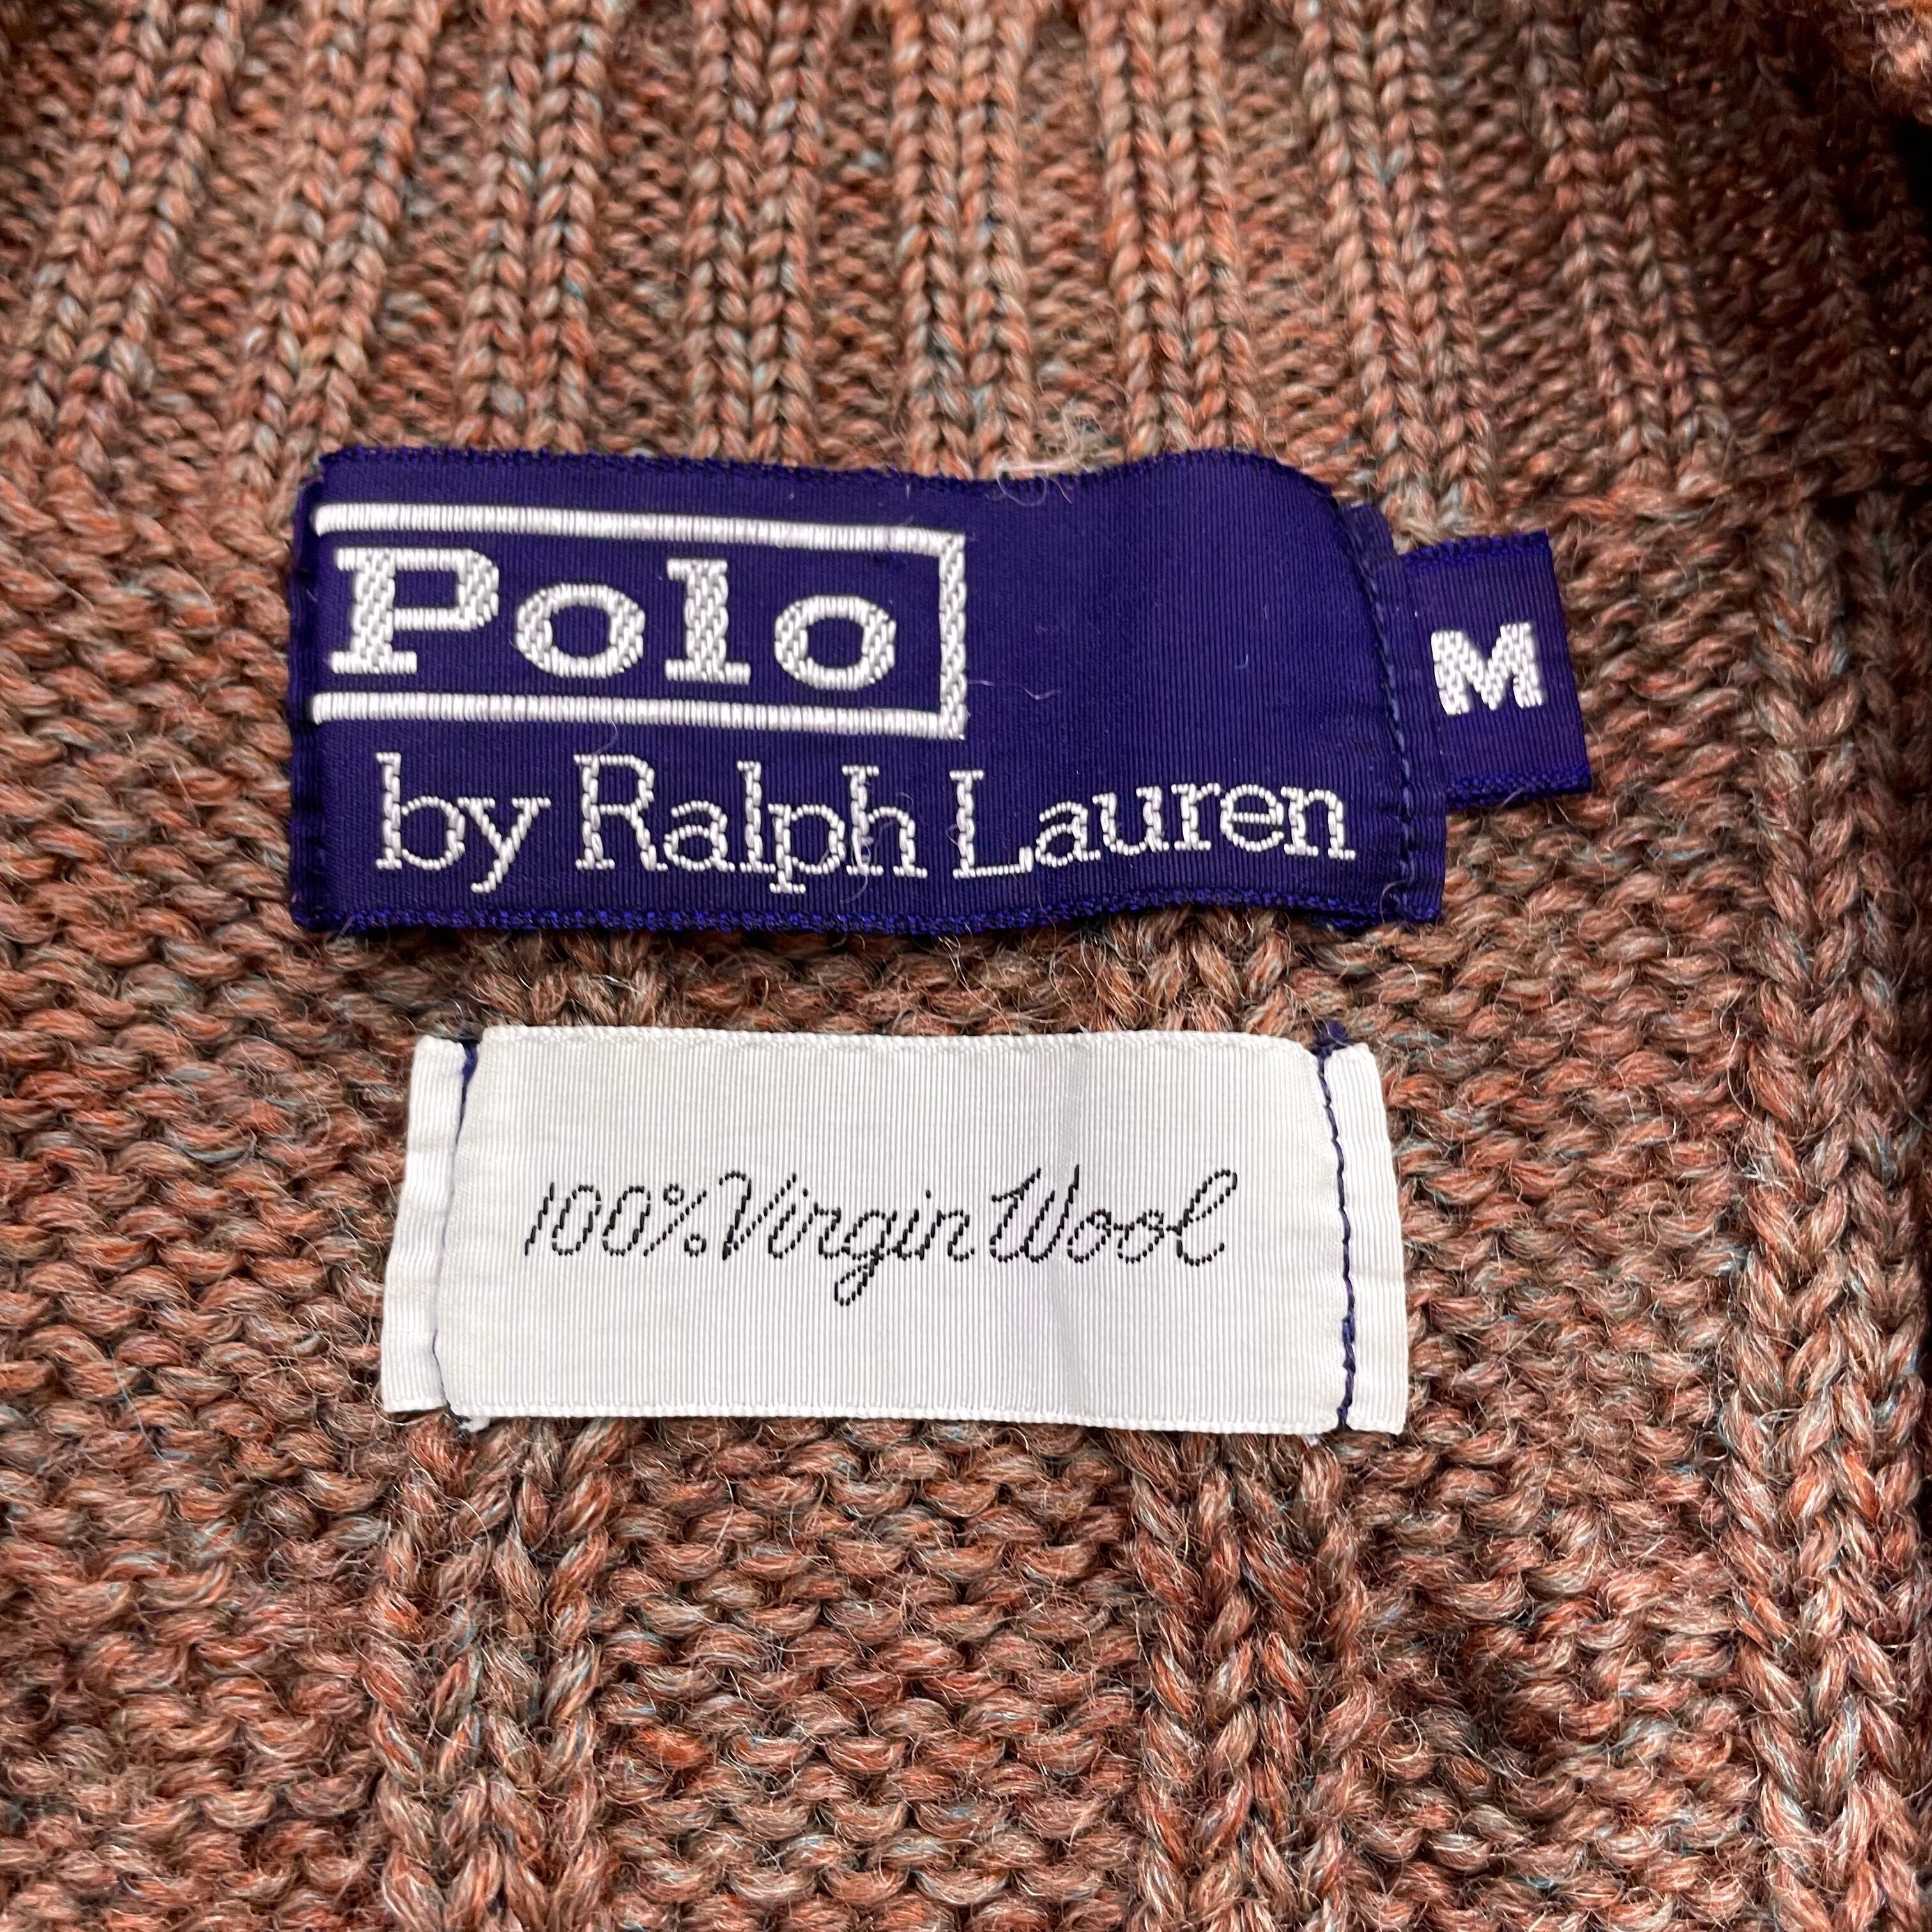 Polo
by Ralph Lauren
M
100% Virgin Wool